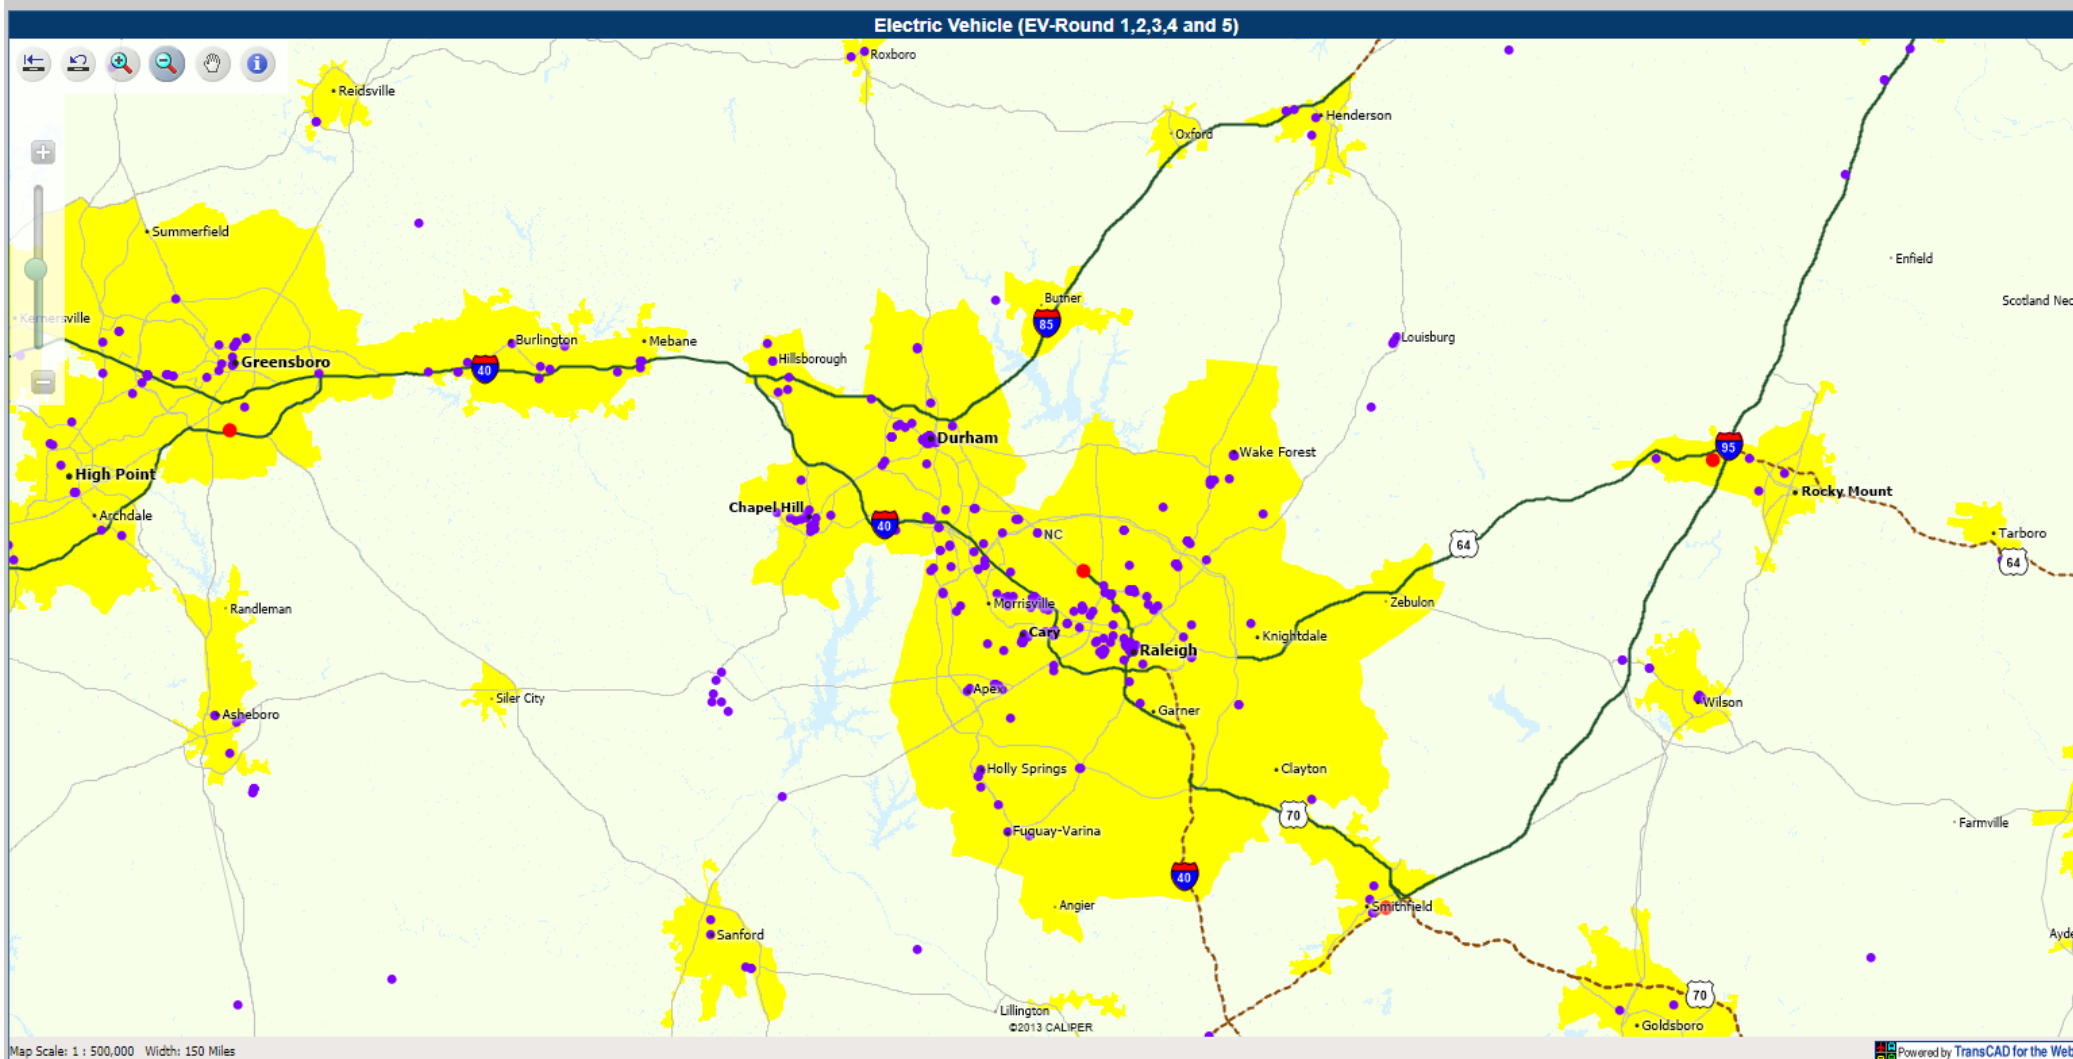 Electric Vehicle (EV-Round 1,2,3,4 and 5)
Roxboro
Reidsville
Henderson
Oxford
Summerfield
Enfield
Scotland Nec
Butner
Kernersville
85
Burlington
Mebane
Louisburg
Hillsborough
Greensboro
40
Durham
95
Wake Forest
High Point
Rocky Mount
Chapel Hill
Archdale
40
NC
64
Tarboro
64
Morrisville
Zebulon
Randleman
Cary
Knightdale
Raleigh
Apex
Siler City
Wilson
Garner
Asheboro
Holly Springs
Clayton
70
Farmville
Fuquay-Varina
40
Angier
Smithfield
Sanford
Ayde
70
Lillington
Goldsboro
©2013 CALIPER
Map Scale: 1 : 500,000 Width: 150 Miles
Powered by TransCAD for the Web